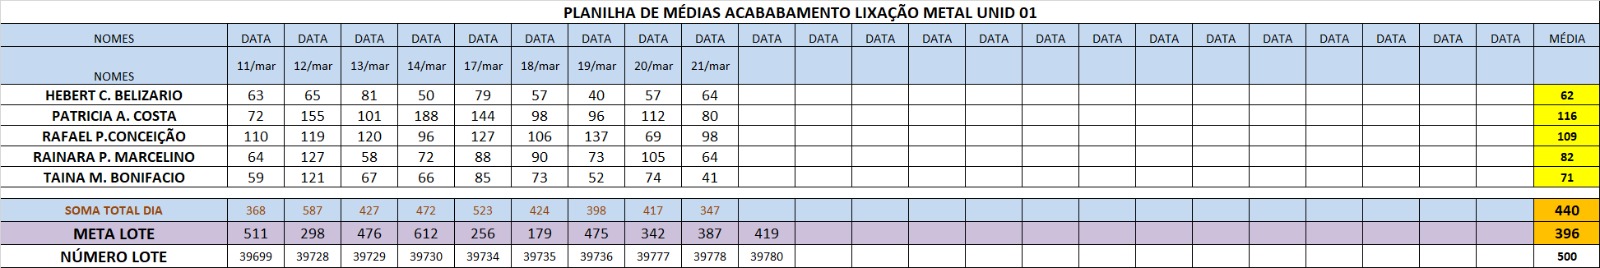 PLANILHA DE MÉDIAS ACABABAMENTO LIXAÇÃO METAL UNID 01
NOMES DATA DATA DATA DATA DATA DATA DATA DATA DATA DATA DATA DATA DATA DATA DATA DATA DATA DATA DATA DATA DATA DATA DATA MÉDIA
NOMES 11/mar 12/mar 13/mar 14/mar 17/mar 18/mar 19/mar 20/mar 21/mar
HEBERT C. BELIZARIO 63 65 81 50 79 57 40 57 64 62
PATRICIA A. COSTA 72 155 101 188 144 98 96 112 80 116
RAFAEL P.CONCEIÇÃO 110 119 120 96 127 106 137 69 98 109
RAINARA P. MARCELINO 64 127 58 72 88 90 73 105 64 82
TAINA M. BONIFACIO 59 121 67 66 85 73 52 74 41 71
SOMA TOTAL DIA 368 587 427 472 523 424 398 417 347 440
META LOTE 511 298 476 612 256 179 475 342 387 419 396
NÚMERO LOTE 39699 39728 39729 39730 39734 39735 39736 39777 39778 39780 500